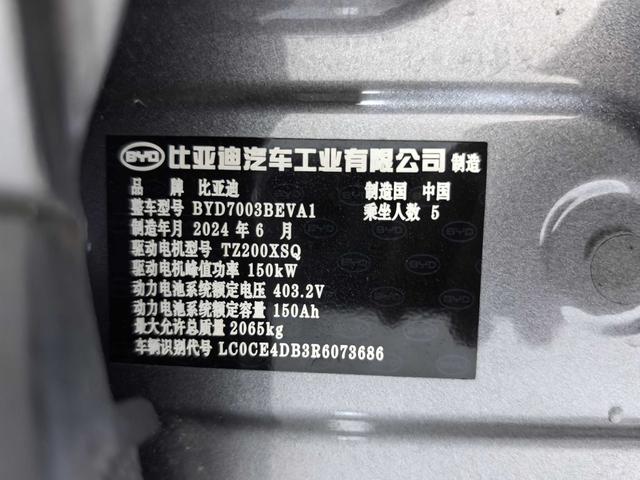 BYD 比亚迪汽车工业有限公司 制造
品 牌 比亚迪 制造国 中国
整车型号 BYD7003BEVA1 乘坐人数 5
制造年月 2024 年 6 月
驱动电机型号 TZ200XSQ
驱动电机峰值功率 150kW
动力电池系统额定电压 403.2V
动力电池系统额定容量 150Ah
最大允许总质量 2065kg
车辆识别代号 LC0CE4DB3R6073686